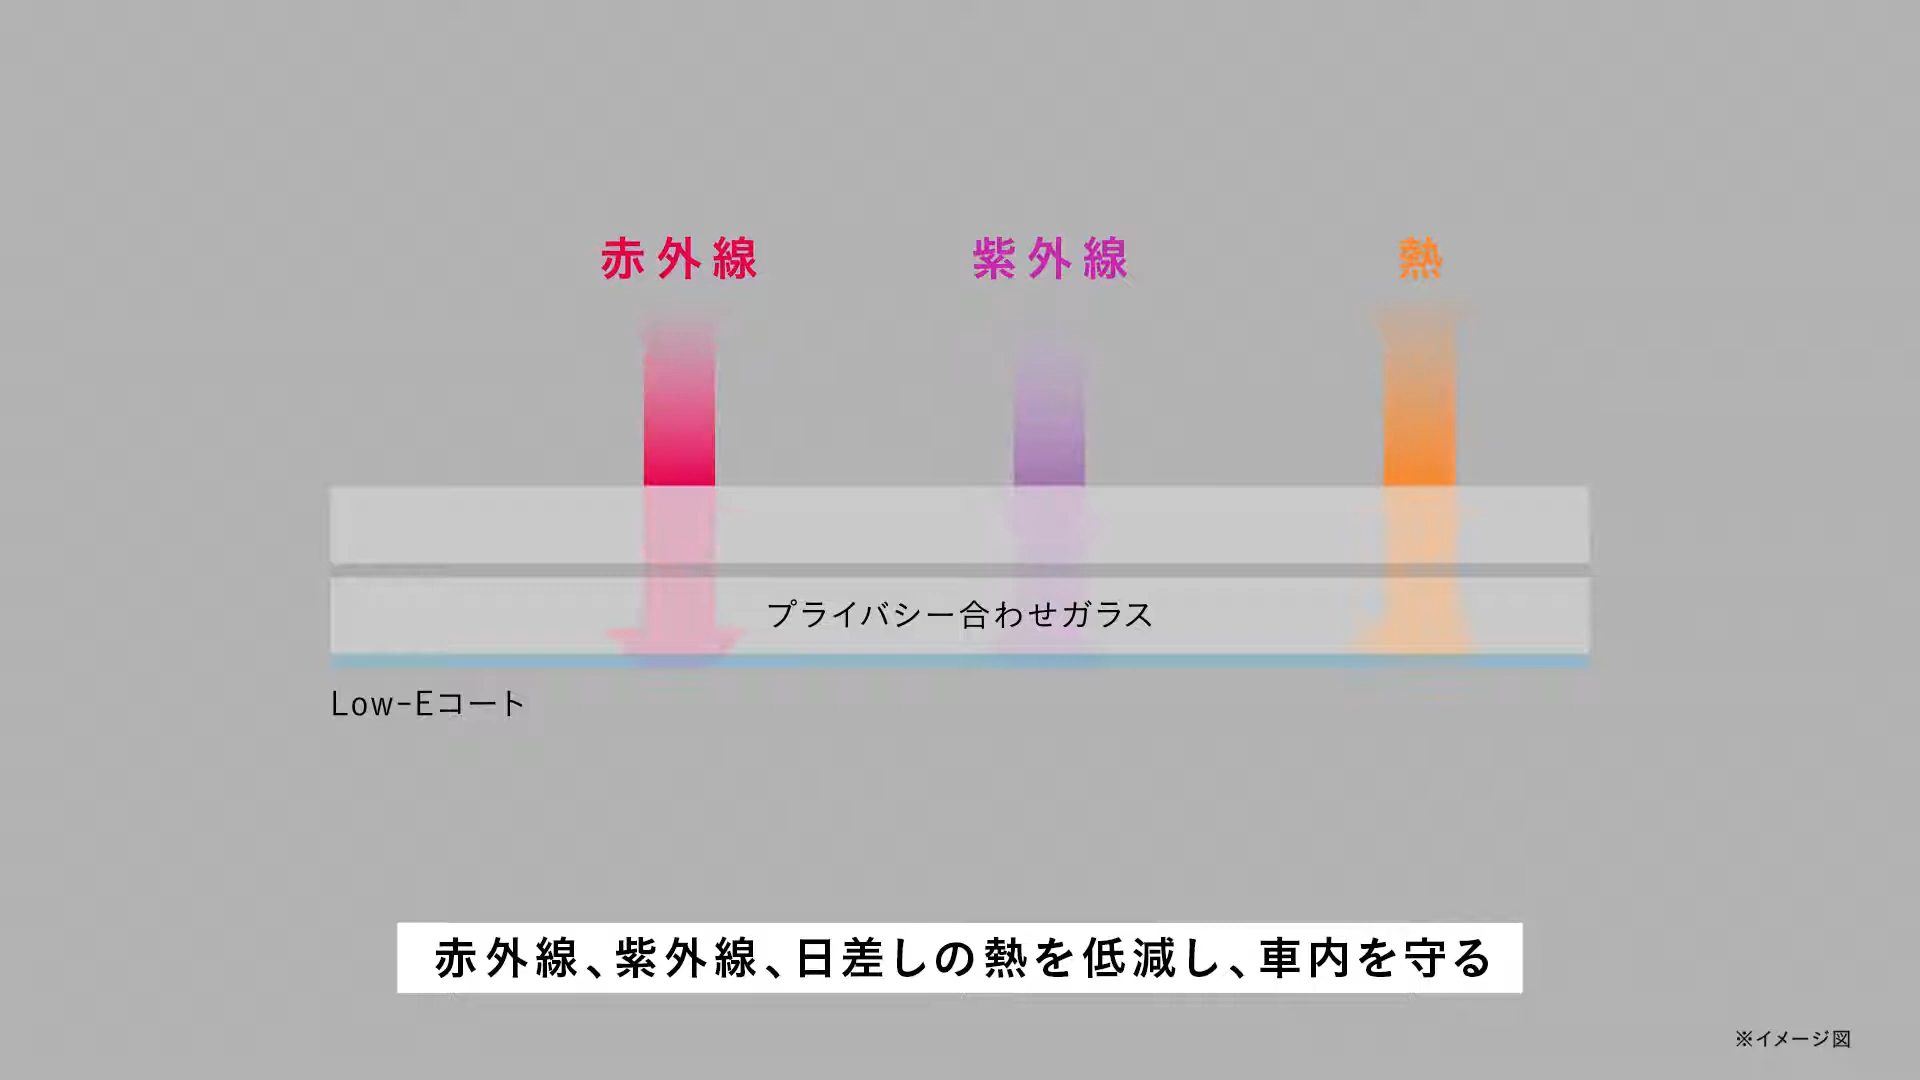 赤外線
紫外線
熱
プライバシー合わせガラス
Low-Eコート
赤外線、紫外線、日差しの熱を低減し、車内を守る
※イメージ図